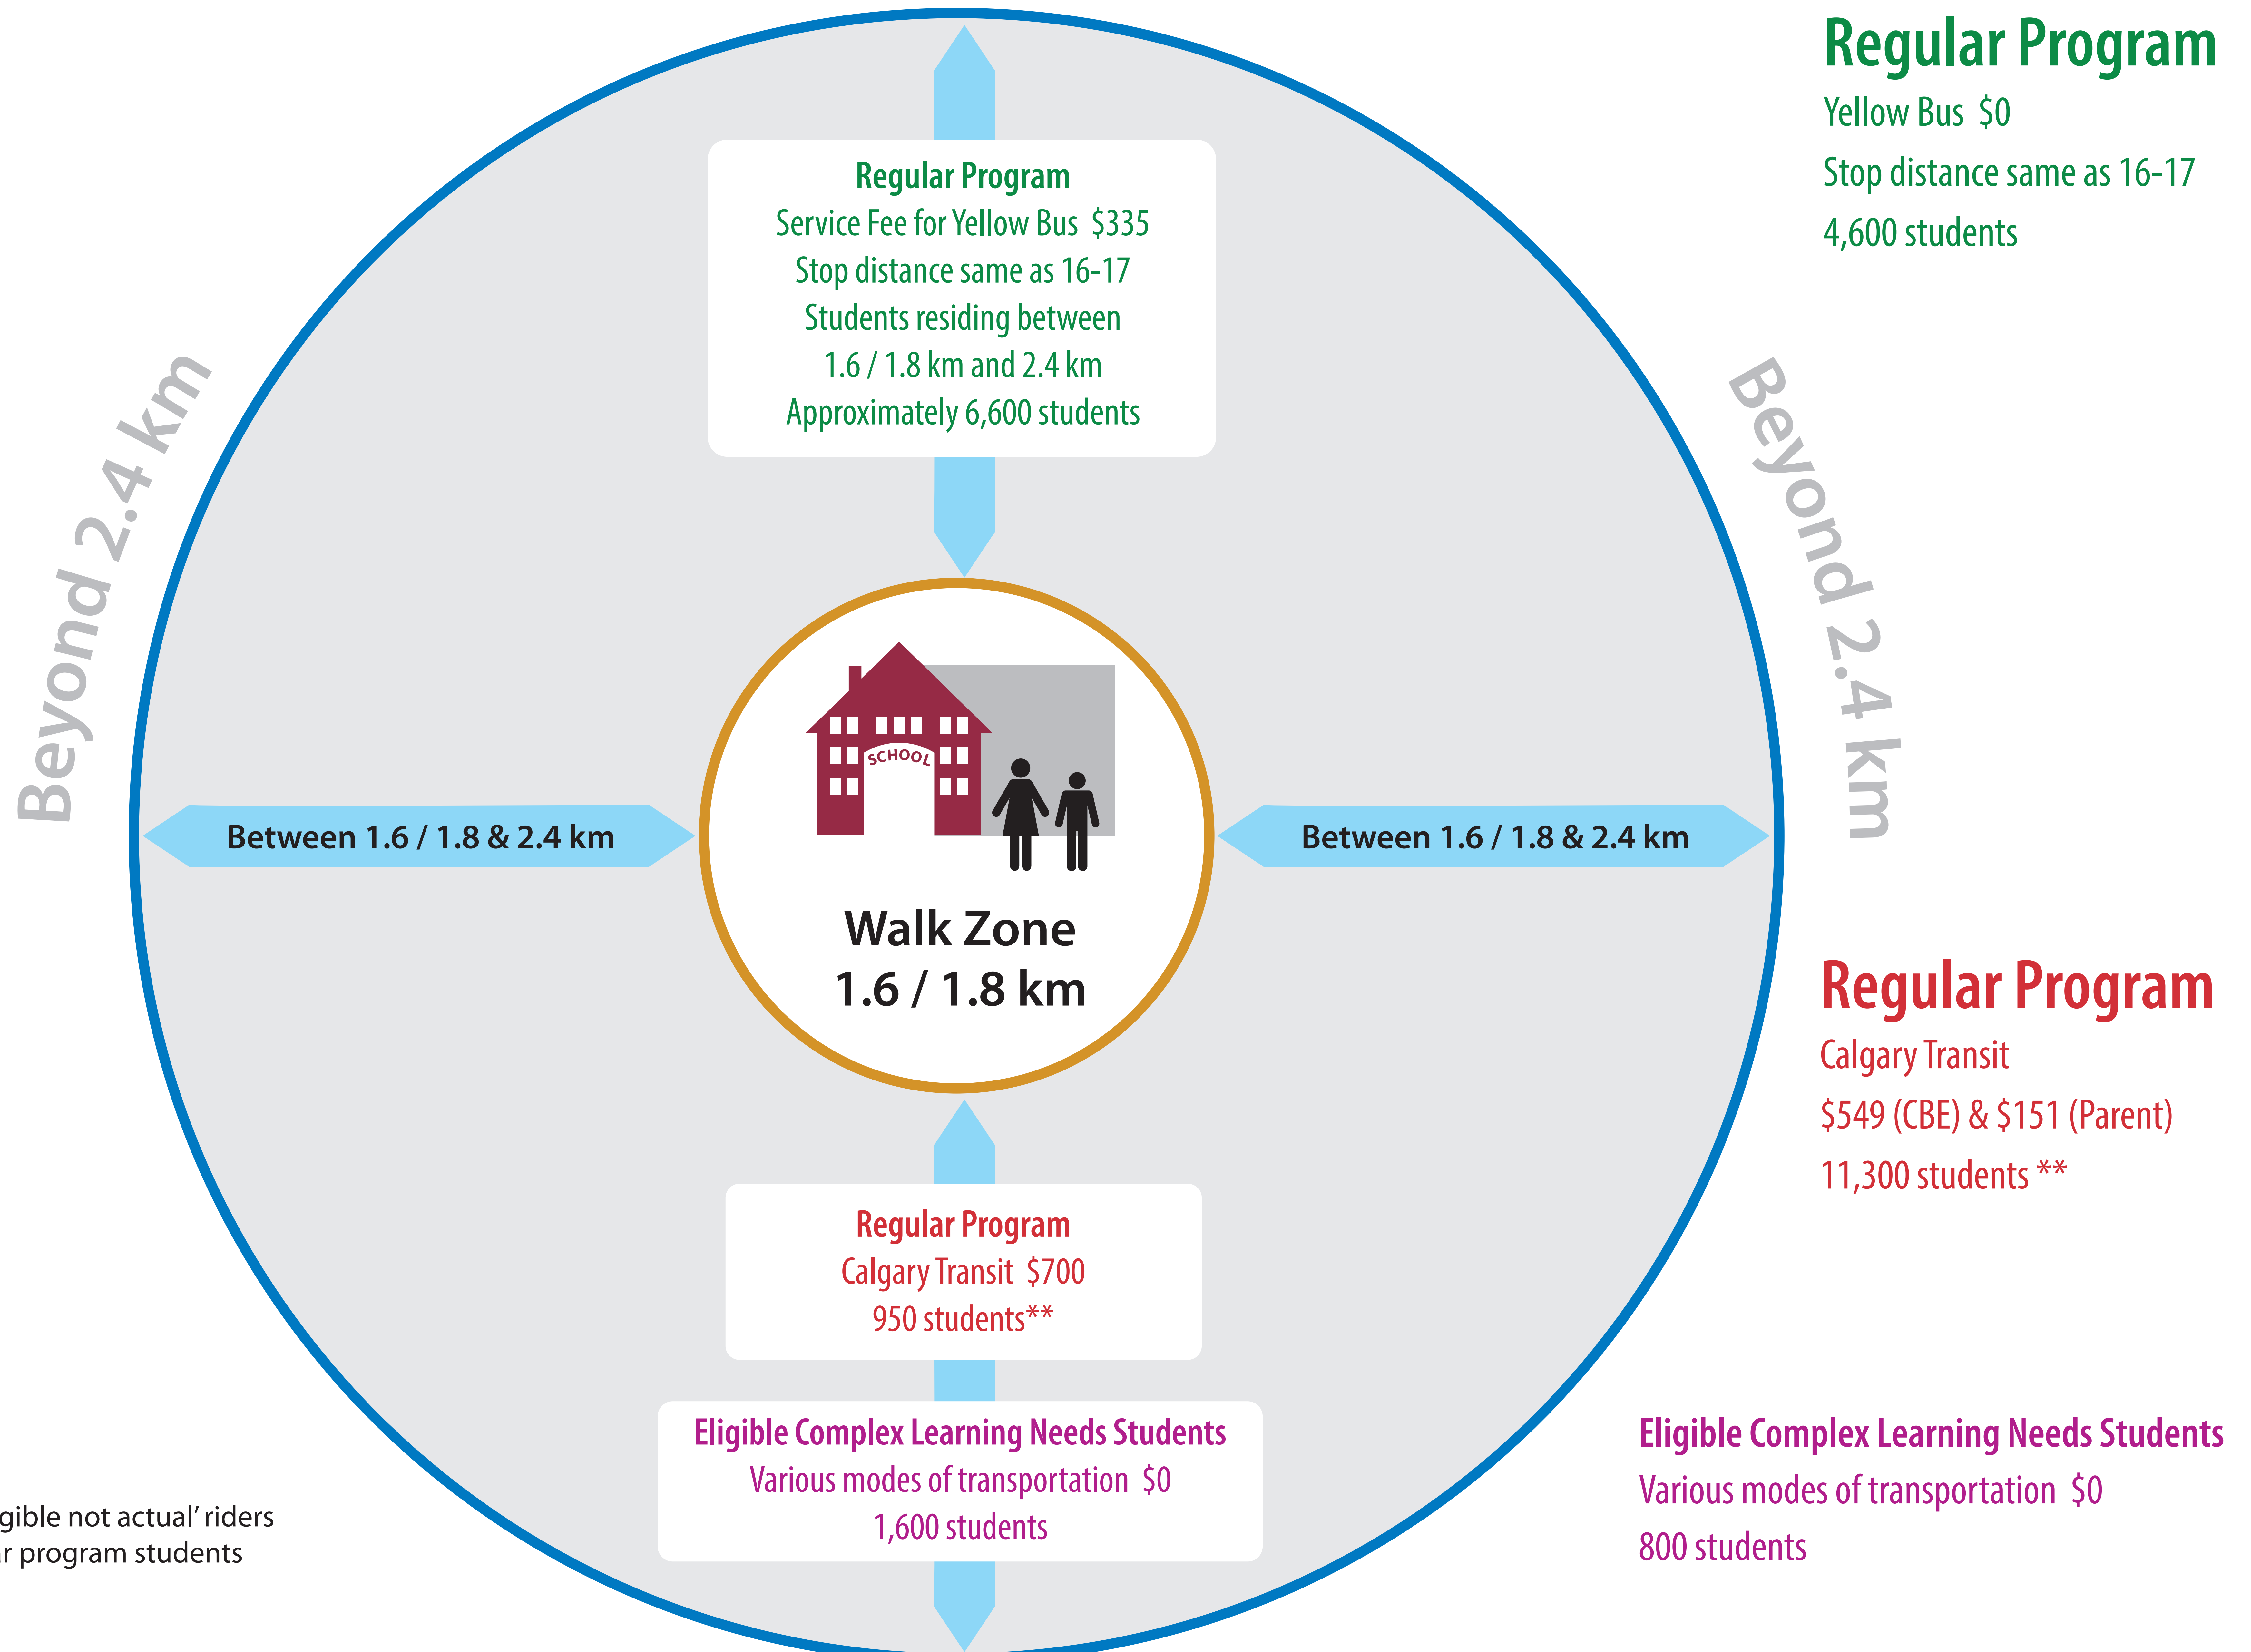 Regular Program
Yellow Bus $0
Stop distance same as 16-17
4,600 students
Regular Program
Service Fee for Yellow Bus $335
Stop distance same as 16-17
Students residing between
1.6 / 1.8 km and 2.4 km
Approximately 6,600 students
Beyond 2.4 km
Beyond 2.4 km
SCHOOL
Between 1.6 / 1.8 & 2.4 km
Between 1.6 / 1.8 & 2.4 km
Walk Zone
1.6 / 1.8 km
Regular Program
Calgary Transit
$549 (CBE) & $151 (Parent)
11,300 students **
Regular Program
Calgary Transit $700
950 students**
Eligible Complex Learning Needs Students
Various modes of transportation $0
1,600 students
Eligible Complex Learning Needs Students
Various modes of transportation $0
800 students
not actual’ riders
program students